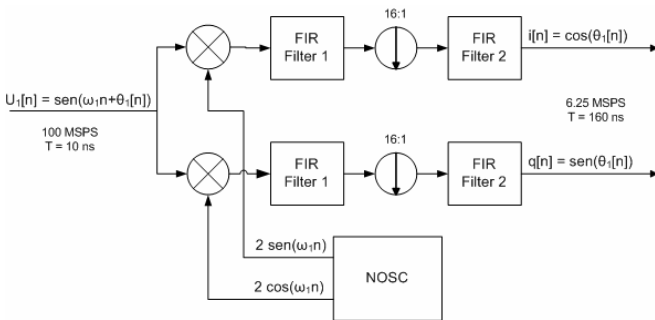 16:1
FIR
Filter 1
FIR
Filter 2
i[n] = cos(θ₁[n])
U₁[n] = sen(ω₁n+θ₁[n])
100 MSPS
T = 10 ns
6.25 MSPS
T = 160 ns
16:1
FIR
Filter 1
FIR
Filter 2
q[n] = sen(θ₁[n])
2 sen(ω₁n)
2 cos(ω₁n)
NOSC